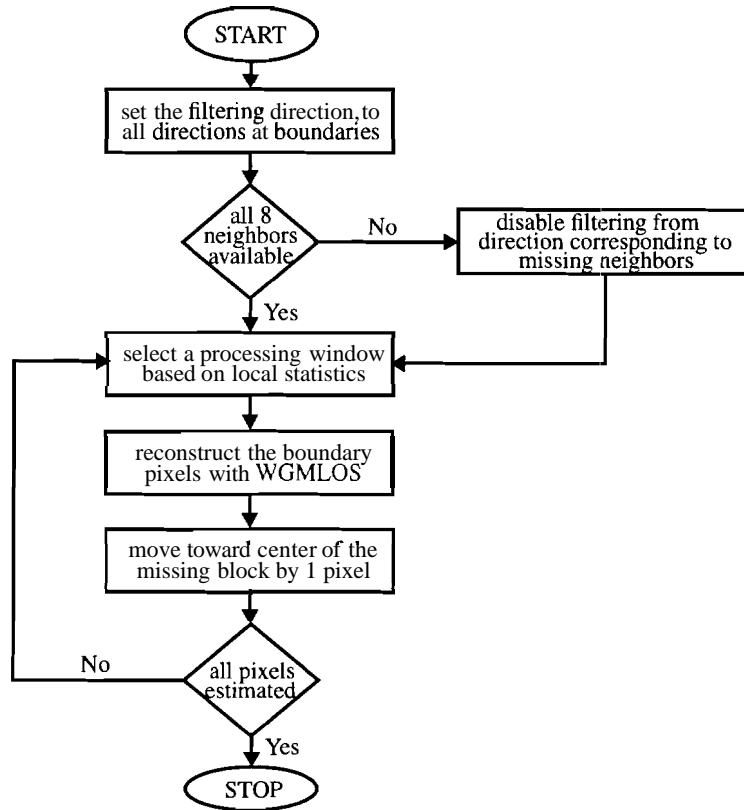 START
set the filtering direction,to
all directions at boundaries
all 8
neighbors
available
No
disable filtering from
direction corresponding to
missing neighbors
Yes
select a processing window
based on local statistics
reconstruct the boundary
pixels with WGMLOS
move toward center of the
missing block by 1 pixel
No
all pixels
estimated
Yes
STOP